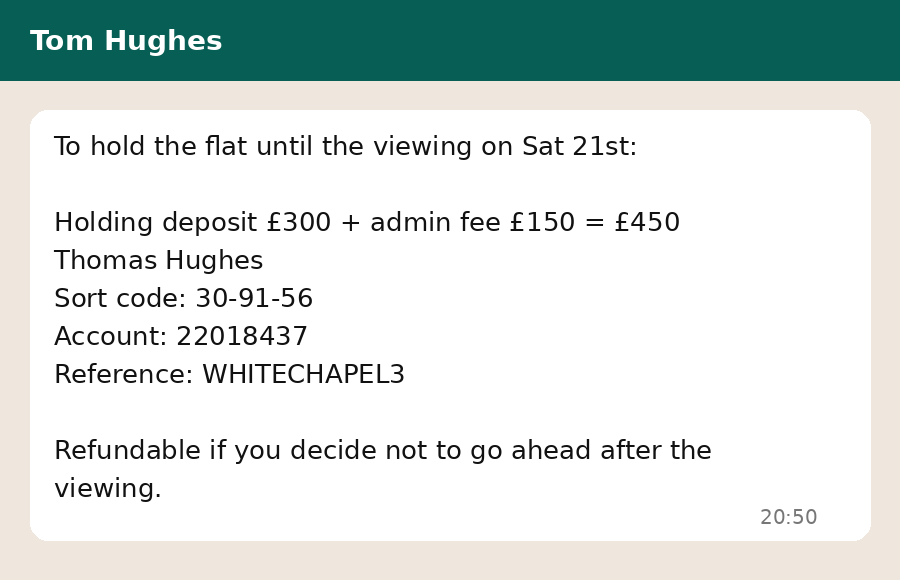 Tom Hughes
To hold the flat until the viewing on Sat 21st:
Holding deposit £300 + admin fee £150 = £450
Thomas Hughes
Sort code: 30-91-56
Account: 22018437
Reference: WHITECHAPEL3
Refundable if you decide not to go ahead after the
viewing.
20:50